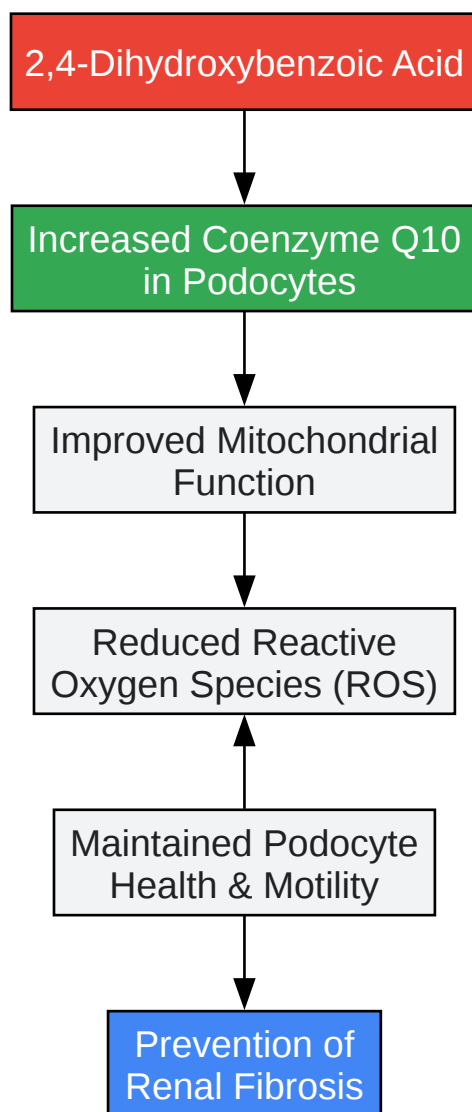 2,4-Dihydroxybenzoic Acid
Increased Coenzyme Q10
in Podocytes
Improved Mitochondrial
Function
Reduced Reactive
Oxygen Species (ROS)
Maintained Podocyte
Health & Motility
Prevention of
Renal Fibrosis